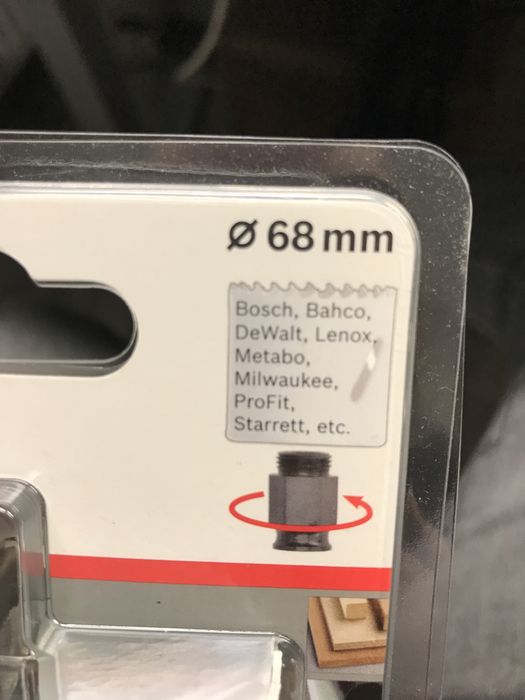 Ø 68 mm
Bosch, Bahco,
DeWalt, Lenox,
Metabo,
Milwaukee,
ProFit,
Starrett, etc.